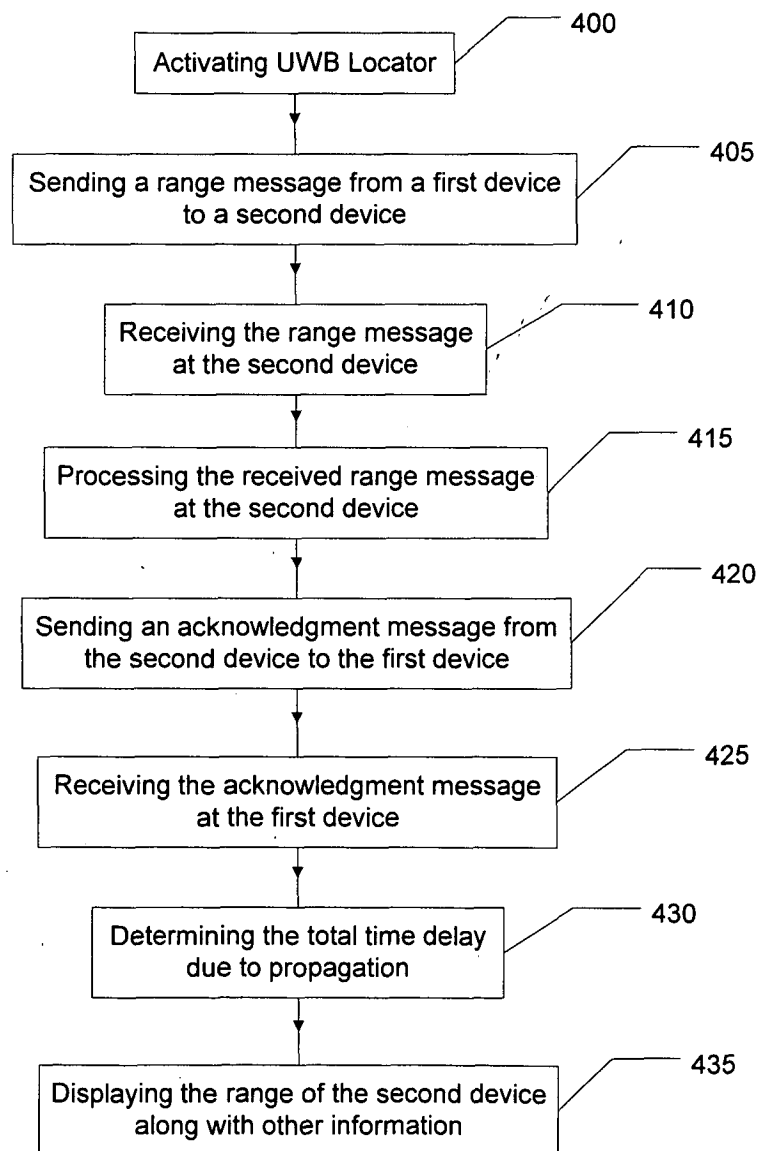 400
Activating UWB Locator
405
Sending a range message from a first device
to a second device
410
Receiving the range message
at the second device
415
Processing the received range message
at the second device
420
Sending an acknowledgment message from
the second device to the first device
425
Receiving the acknowledgment message
at the first device
430
Determining the total time delay
due to propagation
435
Displaying the range of the second device
along with other information